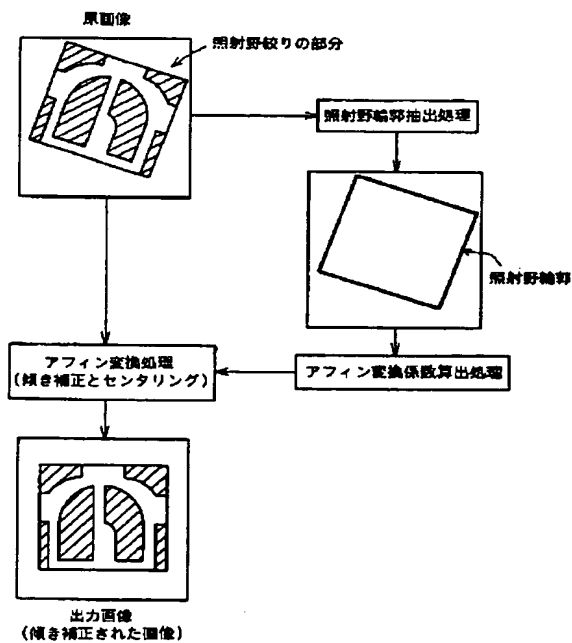 原画像
照射野絞りの部分
照射野輪郭抽出処理
照射野輪郭
アフィン変換処理
(傾き補正とセンタリング)
アフィン変換係数算出処理
出力画像
(傾き補正された画像)